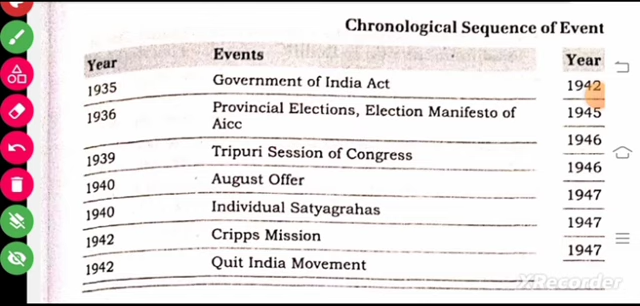 Chronological Sequence of Event
Year Events Year
1935 Government of India Act 1942
1936 Provincial Elections, Election Manifesto of 1945
Aicc
1946
1939 Tripuri Session of Congress 1946
1940 August Offer 1947
1940 Individual Satyagrahas 1947
1942 Cripps Mission 1947
1942 Quit India Movement
XRecorder